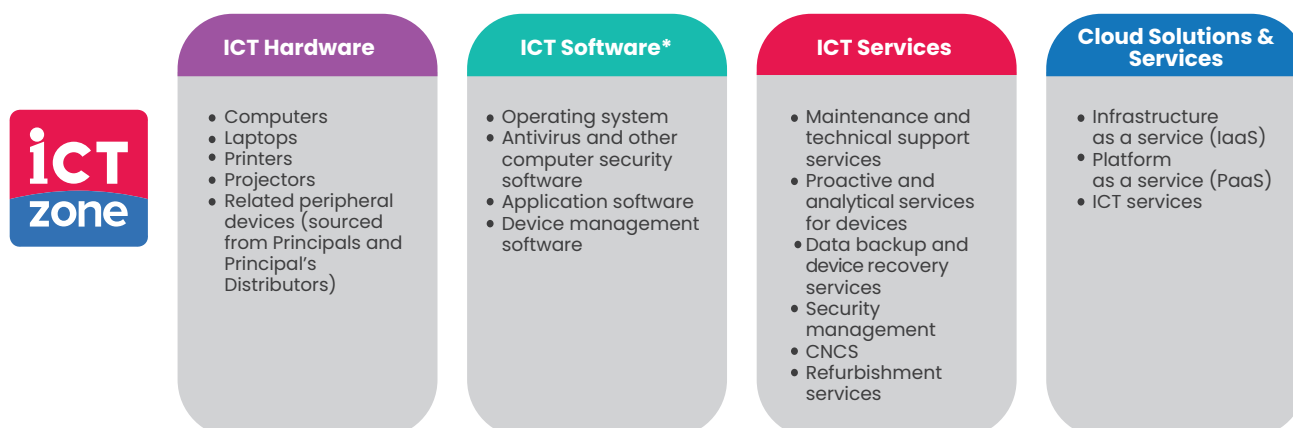 ICT Hardware
ICT Software*
ICT Services
Cloud Solutions &
Services
ICT
zone
• Computers
• Laptops
• Printers
• Projectors
• Related peripheral
devices (sourced
from Principals and
Principal's
Distributors)
• Operating system
• Antivirus and other
computer security
software
• Application software
• Device management
software
• Maintenance and
technical support
services
• Proactive and
analytical services
for devices
• Data backup and
device recovery
services
• Security
management
• CNCS
• Refurbishment
services
• Infrastructure
as a service (IaaS)
• Platform
as a service (PaaS)
• ICT services